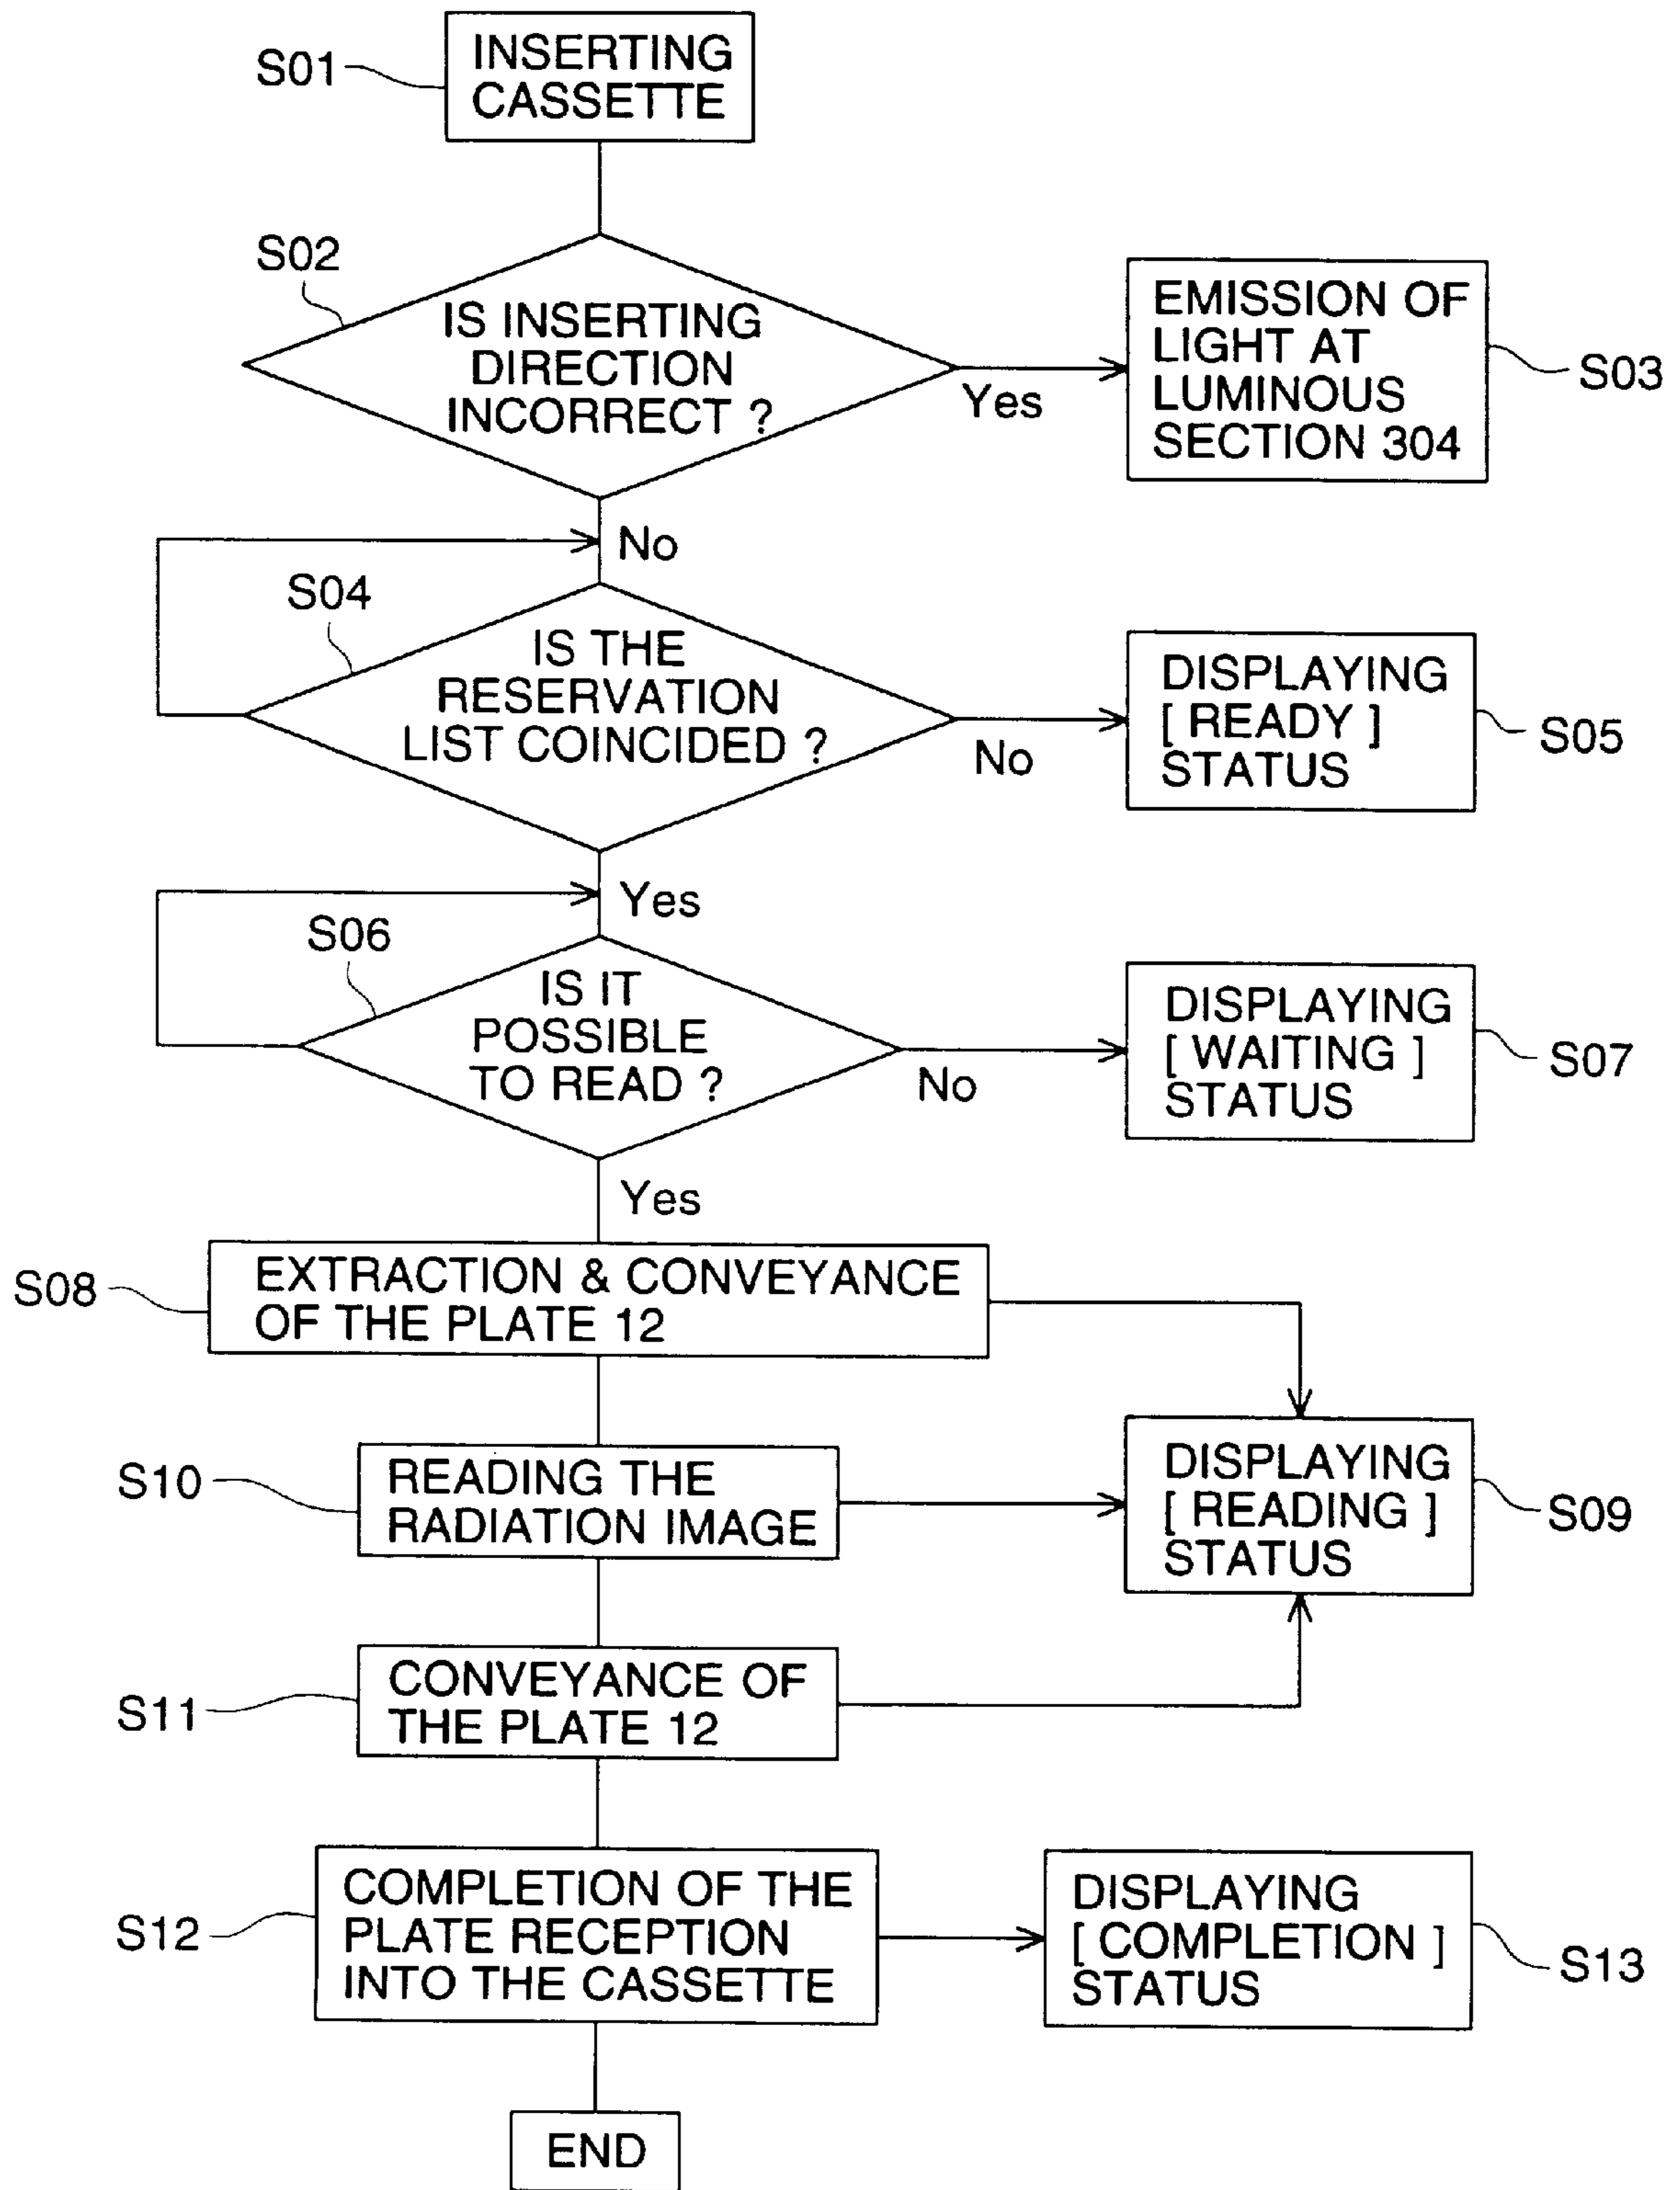 S01
INSERTING
CASSETTE
S02
IS INSERTING
DIRECTION
INCORRECT ?
Yes
EMISSION OF
LIGHT AT
LUMINOUS
SECTION 304
S03
No
S04
IS THE
RESERVATION
LIST COINCIDED ?
No
DISPLAYING
[ READY ]
STATUS
S05
Yes
S06
IS IT
POSSIBLE
TO READ ?
No
DISPLAYING
[ WAITING ]
STATUS
S07
Yes
S08
EXTRACTION & CONVEYANCE
OF THE PLATE 12
S10
READING THE
RADIATION IMAGE
DISPLAYING
[ READING ]
STATUS
S09
S11
CONVEYANCE OF
THE PLATE 12
S12
COMPLETION OF THE
PLATE RECEPTION
INTO THE CASSETTE
DISPLAYING
[ COMPLETION ]
STATUS
S13
END